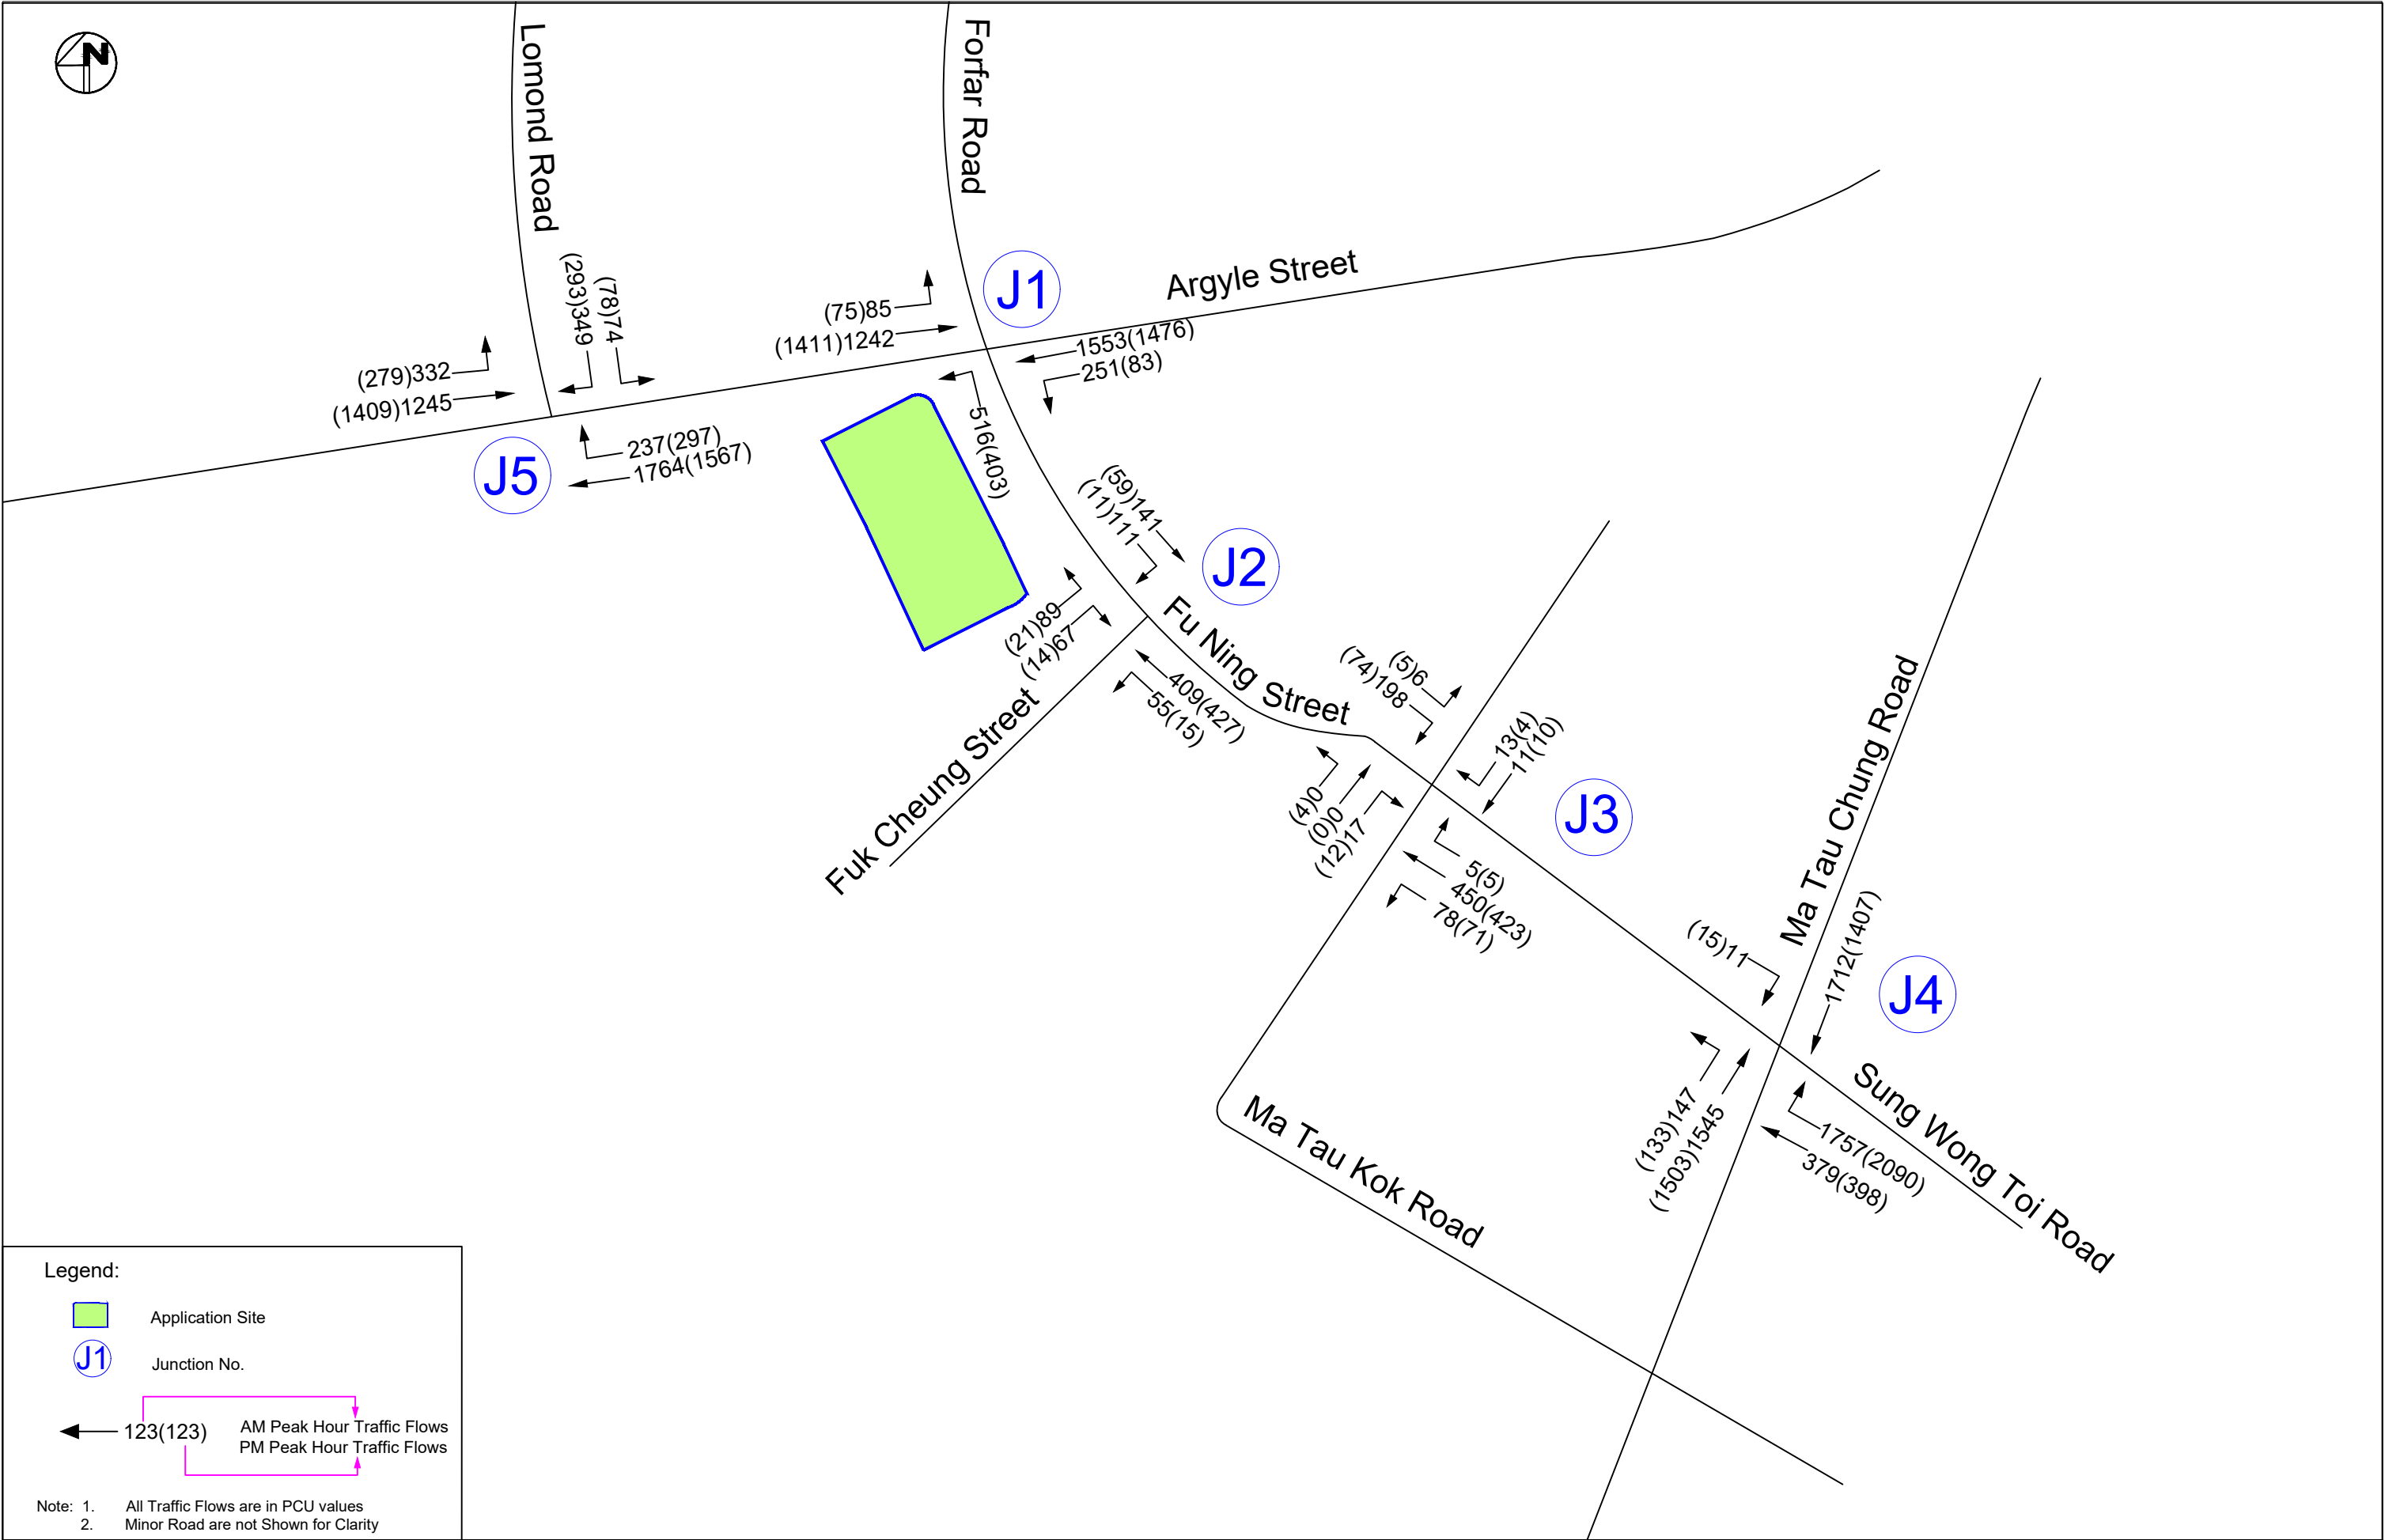 N
Lomond Road
Forfar Road
Argyle Street
J1
(293)349
(78)74
(75)85
(1411)1242
1553(1476)
251(83)
(279)332
(1409)1245
237(297)
1764(1567)
J5
516(403)
(59)141
(11)111
J2
(21)89
(14)67
Fu Ning Street
409(427)
55(15)
Fuk Cheung Street
(5)6
(74)198
13(4)
11(10)
J3
(4)0
(0)0
(12)17
5(5)
450(423)
78(71)
Ma Tau Chung Road
(15)11
1712(1407)
J4
(133)147
(1503)1545
1757(2090)
379(398)
Sung Wong Toi Road
Ma Tau Kok Road
Legend:
Application Site
J1
Junction No.
123(123)
AM Peak Hour Traffic Flows
PM Peak Hour Traffic Flows
Note: 1. All Traffic Flows are in PCU values
2. Minor Road are not Shown for Clarity